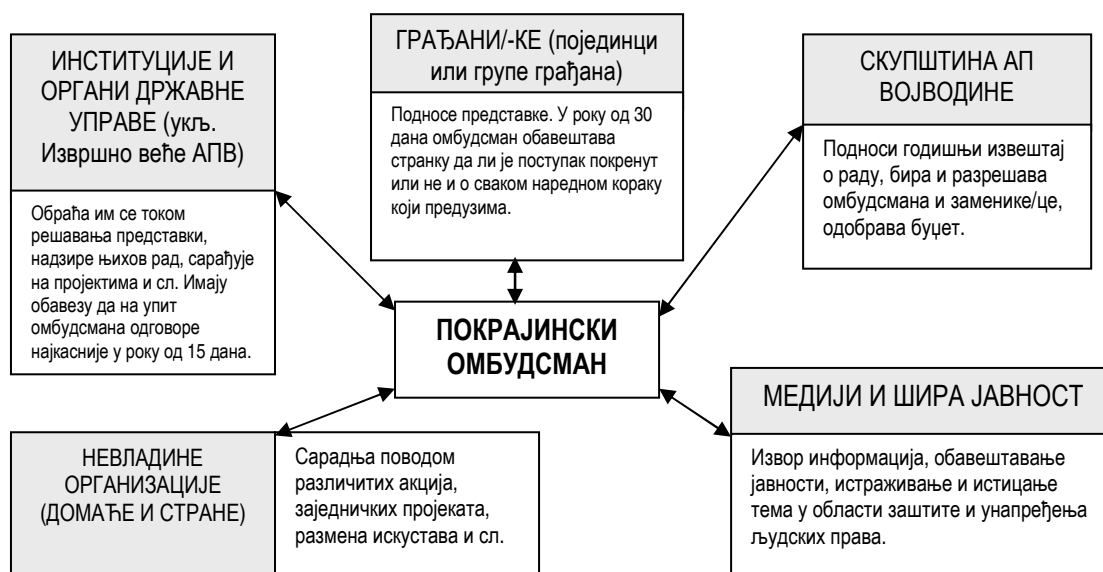 ИНСТИТУЦИЈЕ И
ОРГАНИ ДРЖАВНЕ
УПРАВЕ (укљ.
Извршно веће АПВ)
Обраћа им се током
решавања представки,
надзире њихов рад, сарађује
на пројектима и сл. Имају
обавезу да на упит
омбудсмана одговоре
најкасније у року од 15 дана.
ГРАЂАНИ/-КЕ (појединци
или групе грађана)
Подносе представке. У року од 30
дана омбудсман обавештава
странку да ли је поступак покренут
или не и о сваком наредном кораку
који предузима.
СКУПШТИНА АП
ВОЈВОДИНЕ
Подноси годишњи извештај
о раду, бира и разрешава
омбудсмана и заменике/це,
одобрава буџет.
ПОКРАЈИНСКИ
ОМБУДСМАН
НЕВЛАДИНЕ
ОРГАНИЗАЦИЈЕ
(ДОМАЋЕ И СТРАНЕ)
Сарадња поводом
различитих акција,
заједничких пројеката,
размена искустава и сл.
МЕДИЈИ И ШИРА ЈАВНОСТ
Извор информација, обавештавање
јавности, истраживање и истицање
тема у области заштите и унапређења
људских права.